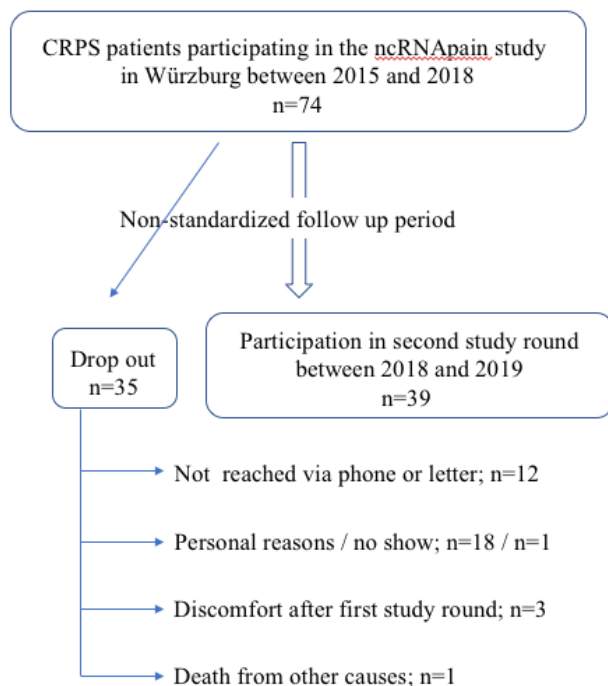 CRPS patients participating in the ncRNApain study
in Würzburg between 2015 and 2018
n=74
Non-standardized follow up period
Drop out
n=35
Participation in second study round
between 2018 and 2019
n=39
Not reached via phone or letter; n=12
Personal reasons / no show; n=18 / n=1
Discomfort after first study round; n=3
Death from other causes; n=1